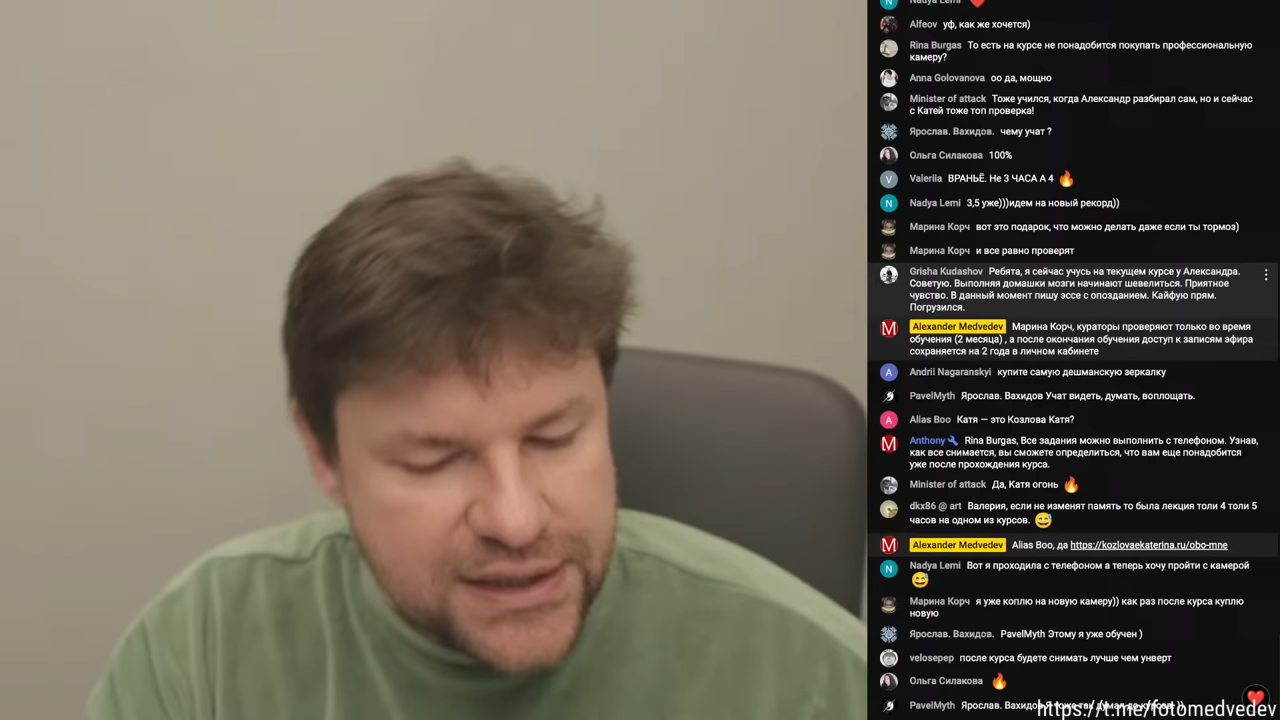 Nadya Lemi
Alfeov уф, как же хочется)
Rina Burgas То есть на курсе не понадобится покупать профессиональную
камеру?
Anna Golovanova оо да, мощно
Minister of attack Тоже учился, когда Александр разбирал сам, но и сейчас
с Катей тоже топ проверка!
Ярослав. Вахидов. чему учат ?
Ольга Силакова 100%
V Valeriia ВРАНЬЁ. Не 3 ЧАСА А 4 🔥
N Nadya Lemi 3,5 уже)))идем на новый рекорд))
Марина Корч вот это подарок, что можно делать даже если ты тормоз)
Марина Корч и все равно проверят
Grisha Kudashov Ребята, я сейчас учусь на текущем курсе у Александра.
Советую. Выполняя домашки мозги начинают шевелиться. Приятное
чувство. В данный момент пишу эссе с опозданием. Кайфую прям.
Погрузился.
M Alexander Medvedev Марина Корч, кураторы проверяют только во время
обучения (2 месяца) , а после окончания обучения доступ к записям эфира
сохраняется на 2 года в личном кабинете
A Andrii Nagaranskyi купите самую дешманскую зеркалку
PavelMyth Ярослав. Вахидов Учат видеть, думать, воплощать.
A Alias Boo Катя — это Козлова Катя?
M Anthony Rina Burgas, Все задания можно выполнить с телефоном. Узнав,
как все снимается, вы сможете определиться, что вам еще понадобится
уже после прохождения курса.
Minister of attack Да, Катя огонь 🔥
dkx86 @ art Валерия, если не изменят память то была лекция толи 4 толи 5
часов на одном из курсов. 😅
M Alexander Medvedev Alias Boo, да https://kozlovaekaterina.ru/obo-mne
N Nadya Lemi Вот я проходила с телефоном а теперь хочу пройти с камерой
😅
Марина Корч я уже коплю на новую камеру)) как раз после курса куплю
новую
Ярослав. Вахидов. PavelMyth Этому я уже обучен )
velosepep после курса будете снимать лучше чем унверт
Ольга Силакова 🔥
PavelMyth Ярослав. Вахидов Я тоже так думал до курса. ))
https://t.me/fotomedvedev